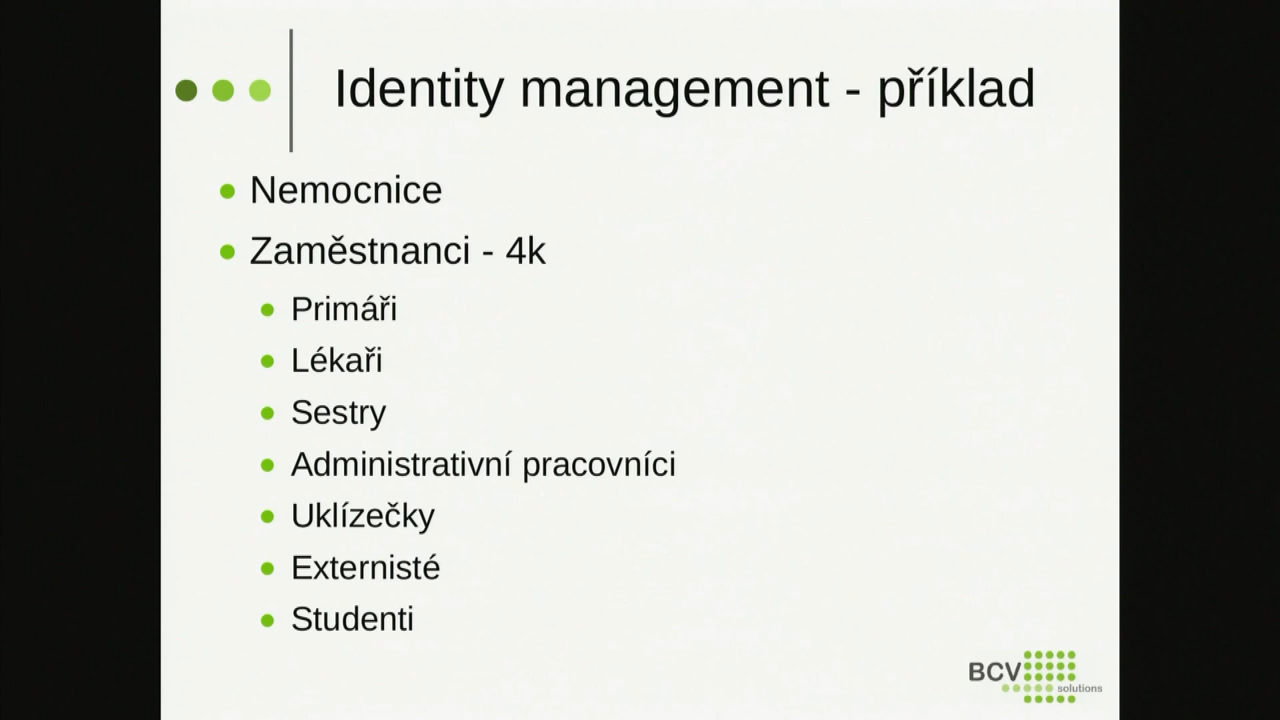 Identity management - příklad
Nemocnice
Zaměstnanci - 4k
Primáři
Lékaři
Sestry
Administrativní pracovníci
Uklízečky
Externisté
Studenti
BCV
solutions